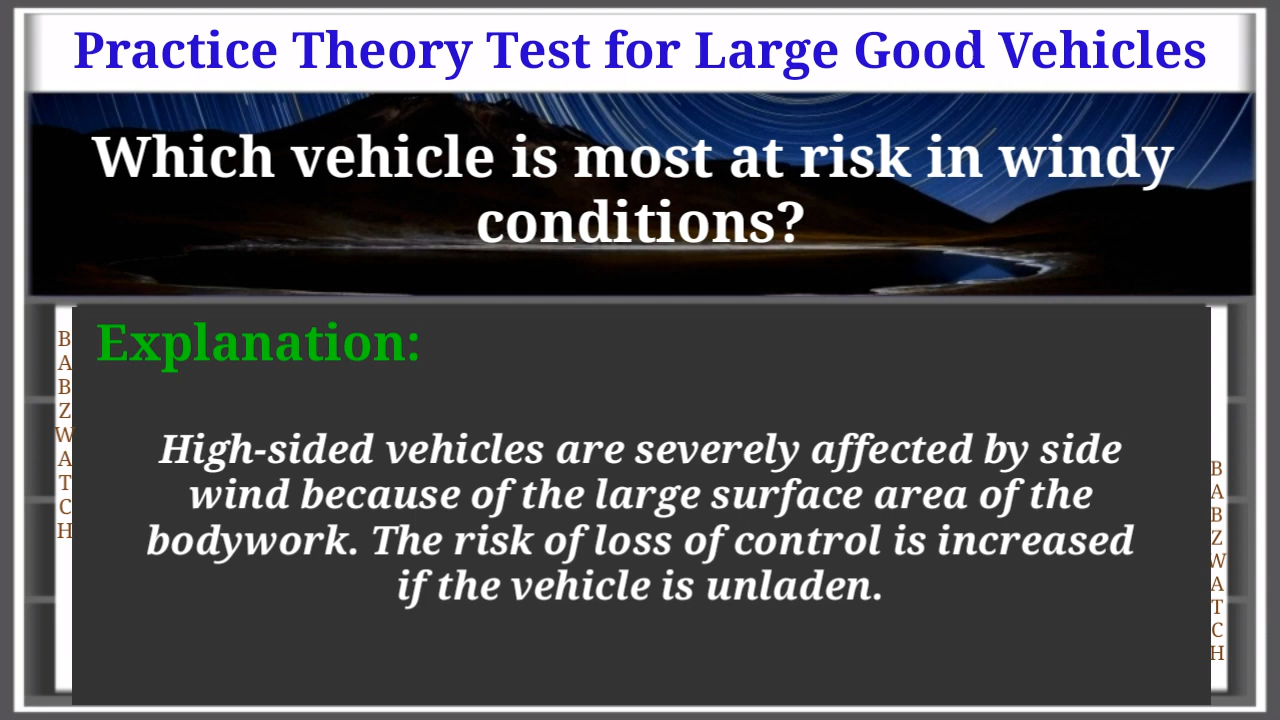 Practice Theory Test for Large Good Vehicles
Which vehicle is most at risk in windy
conditions?
Explanation:
High-sided vehicles are severely affected by side
wind because of the large surface area of the
bodywork. The risk of loss of control is increased
if the vehicle is unladen.
BABZWATCH
BABZWATCH